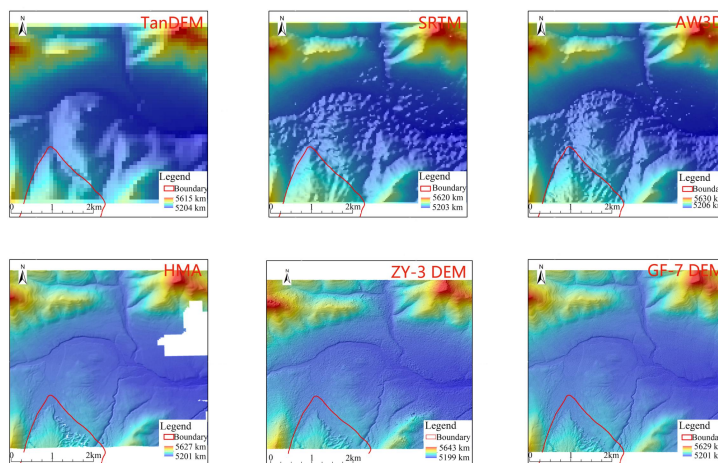 TanDEM
N
Legend
Boundary
5615 km
5204 km
0 1 2km
SRTM
N
Legend
Boundary
5620 km
5203 km
0 1 2km
AW3D
N
Legend
Bounda
5630 k
5206 km
0 1 2km
HMA
N
Legend
Boundary
5627 km
5201 km
0 1 2km
ZY-3 DEM
N
Legend
Boundary
5643 km
5199 km
0 1 2km
GF-7 DEM
N
Legend
Bounda
5629 k
5201 k
0 1 2km